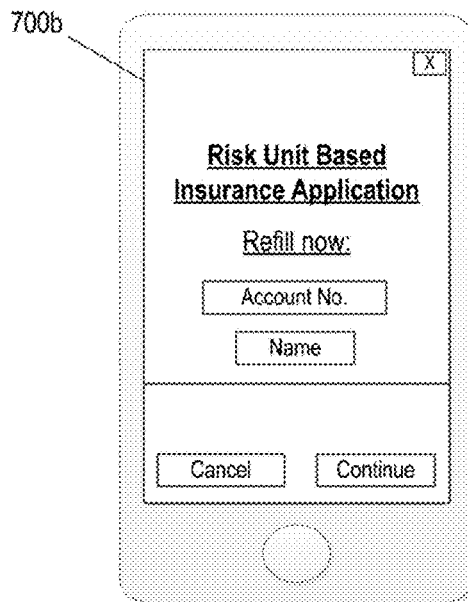 700b
X
Risk Unit Based
Insurance Application
Refill now:
Account No.
Name
Cancel Continue